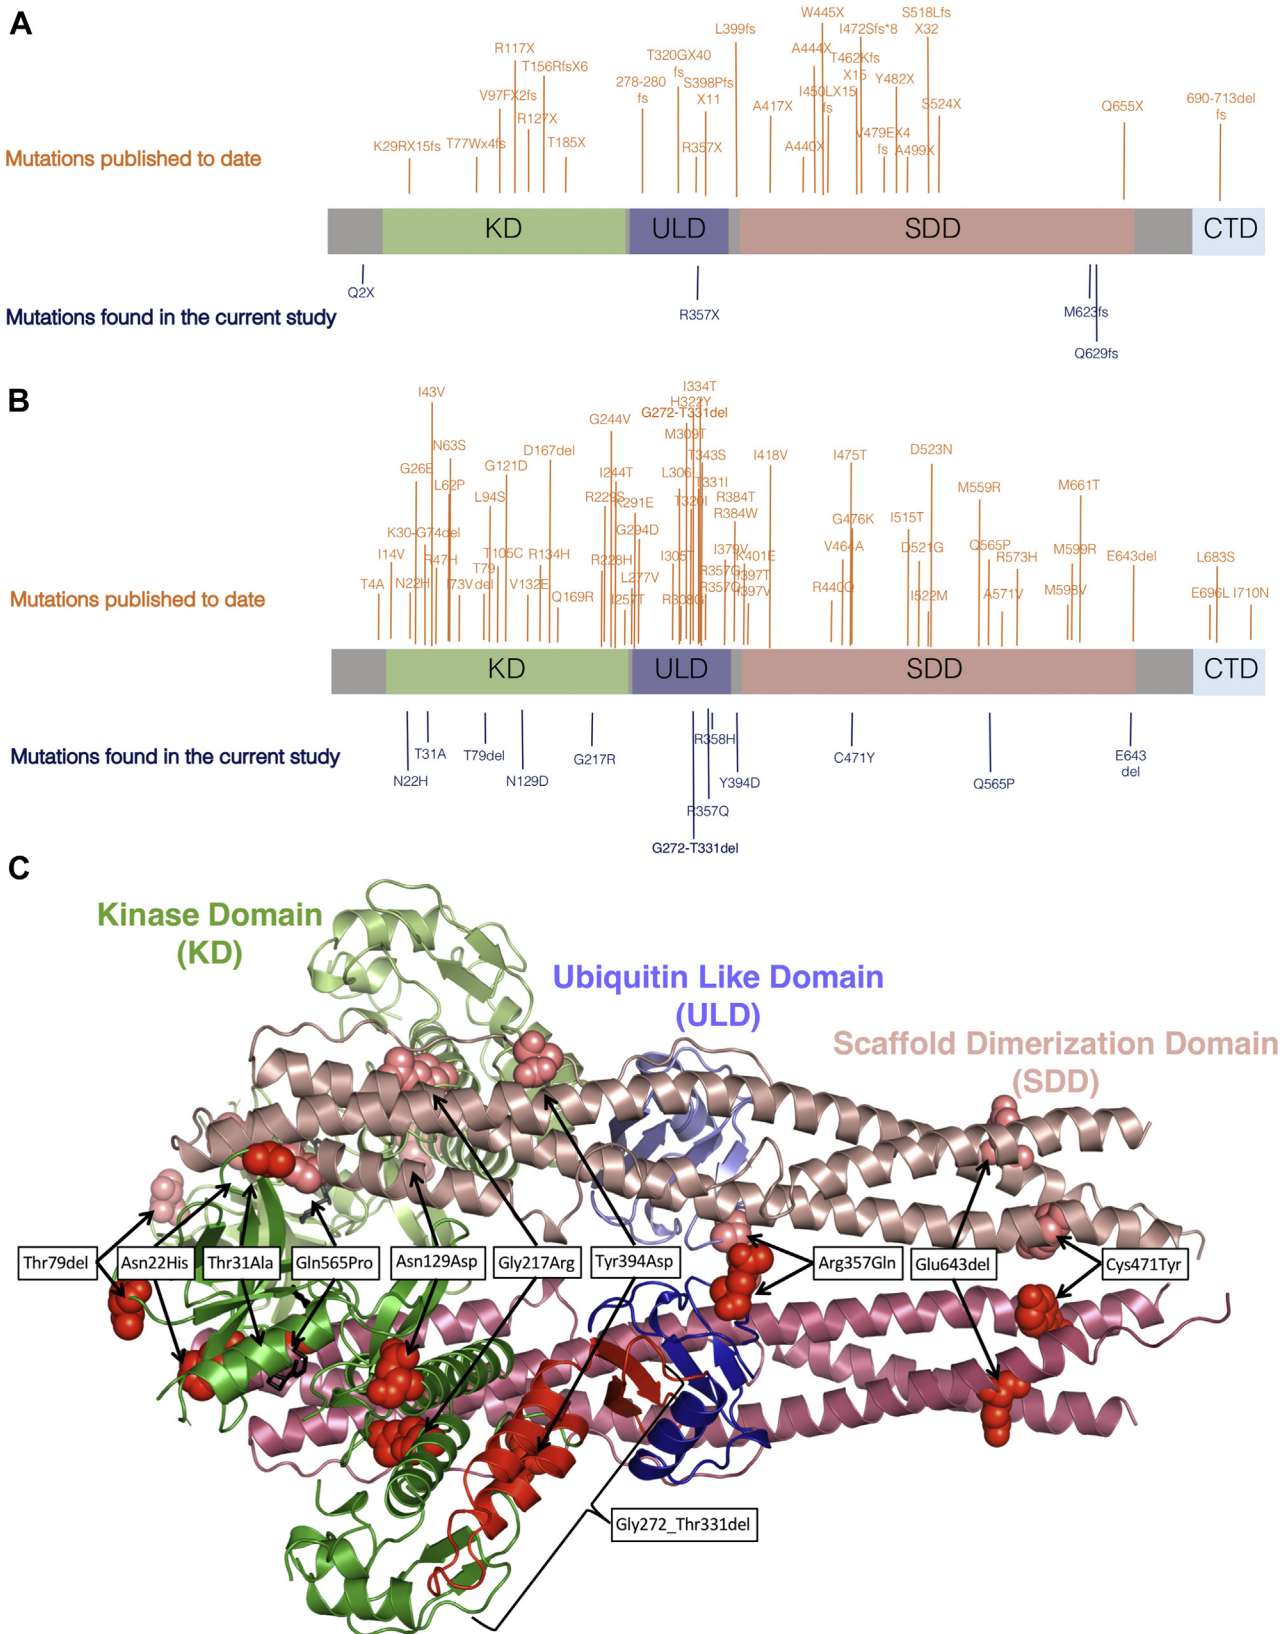 A
W445X
S518Lfs
X32
L399fs
I472Sfs*8
R117X
A444X
T462Kfs
X15
T156RfsX6
T320GX40
fs
278-280
fs
S398Pfs
X11
I450LX15
fs
Y482X
V97FX2fs
A417X
S524X
Q655X
690-713del
fs
R127X
V479EX4
fs
K29RX15fs
T77Wx4fs
T185X
R357X
A440X
A499X
Mutations published to date
KD
ULD
SDD
CTD
Q2X
Mutations found in the current study
R357X
M623fs
Q629fs
B
I334T
I43V
H322Y
G272-T331del
G244V
M309T
N63S
D167del
T343S
I418V
I475T
D523N
G26E
G121D
I244T
L306
T331I
L62P
L94S
R229S
K291E
T320I
R384T
R384W
M559R
M661T
K30-G74del
G294D
G476K
I515T
I14V
R47H
T105C
R134H
R228H
I305T
I379V
K401E
V464A
D521G
Q565P
R573H
M599R
E643del
L683S
T4A
N22H
I73V
T79
del
V132E
Q169R
L277V
I257T
R308G
R357G
R357Q
I397T
I397V
R440Q
I522M
A571V
M598V
E696L
I710N
Mutations published to date
KD
ULD
SDD
CTD
Mutations found in the current study
T31A
T79del
G217R
R358H
C471Y
E643
del
N22H
N129D
Y394D
Q565P
R357Q
G272-T331del
C
Kinase Domain
(KD)
Ubiquitin Like Domain
(ULD)
Scaffold Dimerization Domain
(SDD)
Thr79del
Asn22His
Thr31Ala
Gln565Pro
Asn129Asp
Gly217Arg
Tyr394Asp
Arg357Gln
Glu643del
Cys471Tyr
Gly272_Thr331del